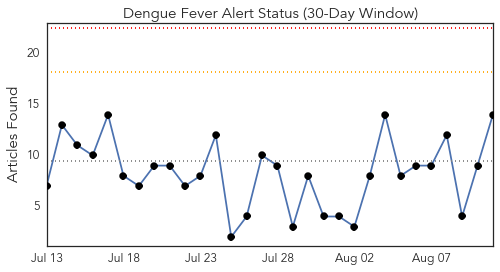 Dengue Fever Alert Status (30-Day Window)
Articles Found
20
15
10
5
Jul 13 Jul 18 Jul 23 Jul 28 Aug 02 Aug 07